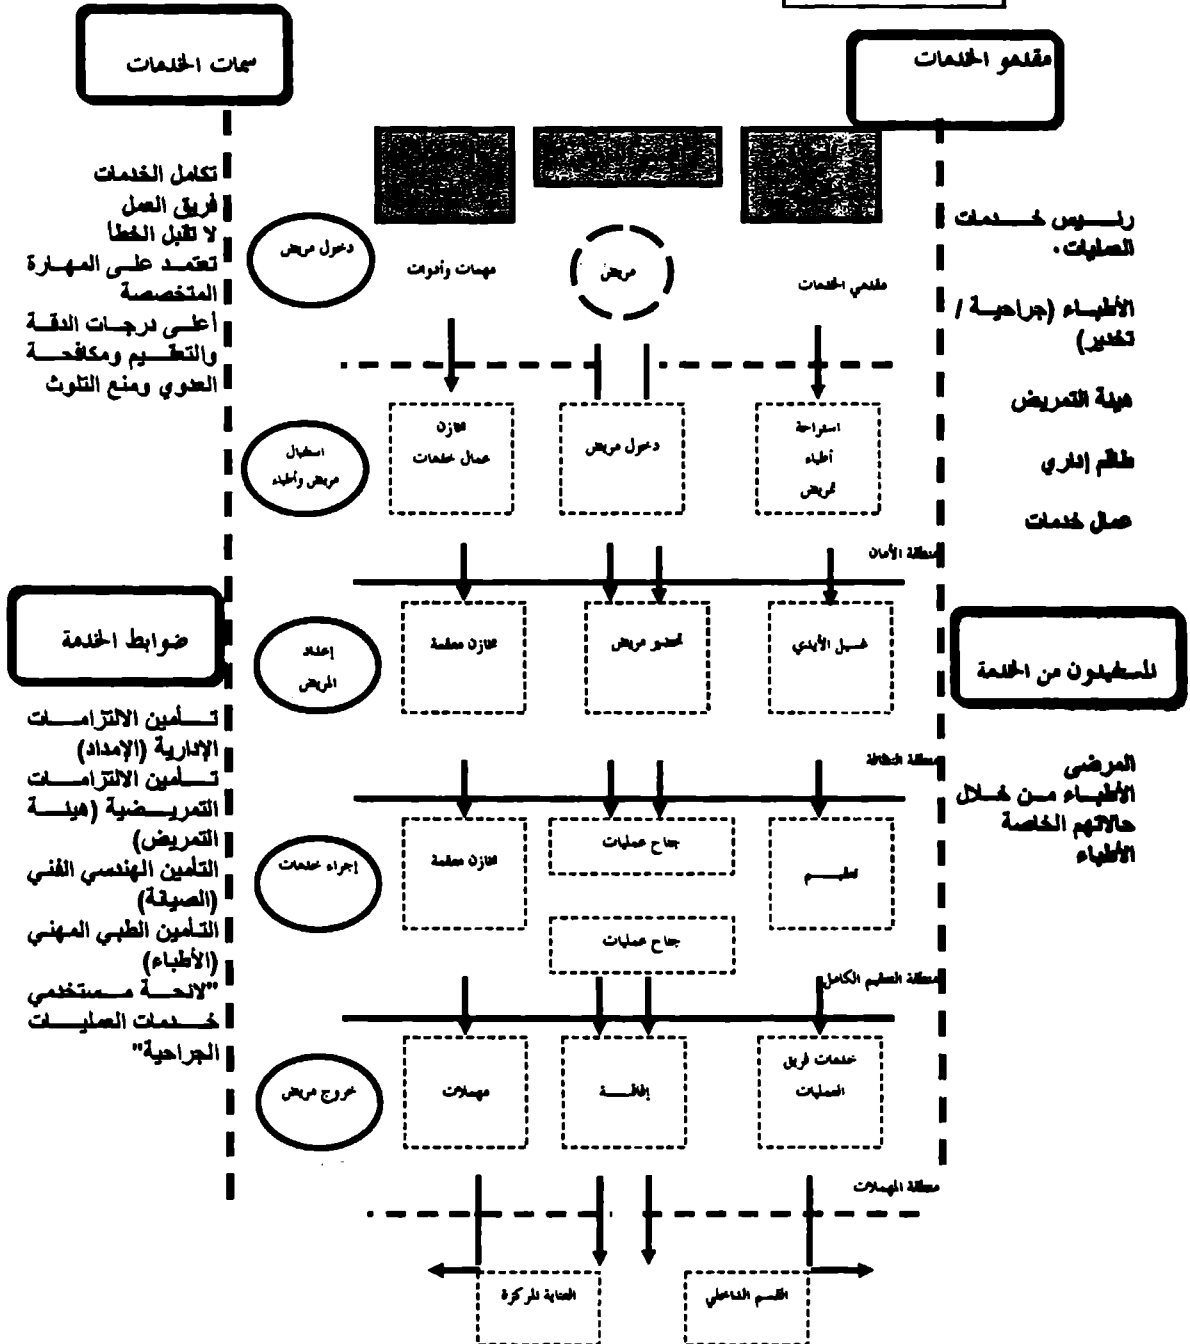 مقدمو الخدمات
سمات الخدمات
رئيس خدمات
العمليات.
الأطباء (جراحية /
تخدير)
هيئة التمريض
طاقم إداري
عمال خدمات
تكامل الخدمات
فريق العمل
لا تقبل الخطأ
تعتمد على المهارة
المتخصصة
أعلى درجات الدقة
والتعقيم ومكافحة
العدوي ومنع التلوث
مقدمي الخدمات
مريض
مهمات وأدوات
دخول مريض
استراحة
أطباء
تمريض
دخول مريض
مخازن
عمال خدمات
استقبال
مريض وأطباء
منطقة الأمان
غسيل الأيدي
تحضير مريض
مخازن معقمة
إعداد
المريض
المستفيدون من الخدمة
ضوابط الخدمة
المرضى
الأطباء من خلال
حالاتهم الخاصة
الأطباء
تأمين الالتزامات
الإدارية (الإمداد)
تأمين الالتزامات
التمريضية (هيئة
التمريض)
التأمين الهندسي الفني
(الصيانة)
التأمين الطبي المهني
(الأطباء)
"لائحة مستخدمي
خدمات العمليات
الجراحية"
منطقة النظافة
تعقيم
جناح عمليات
مخازن معقمة
إجراء خدمات
جناح عمليات
منطقة التعقيم الكامل
خدمات فريق
العمليات
إفاقة
مهملات
خروج مريض
منطقة المهملات
القسم الداخلي
العناية المركزة